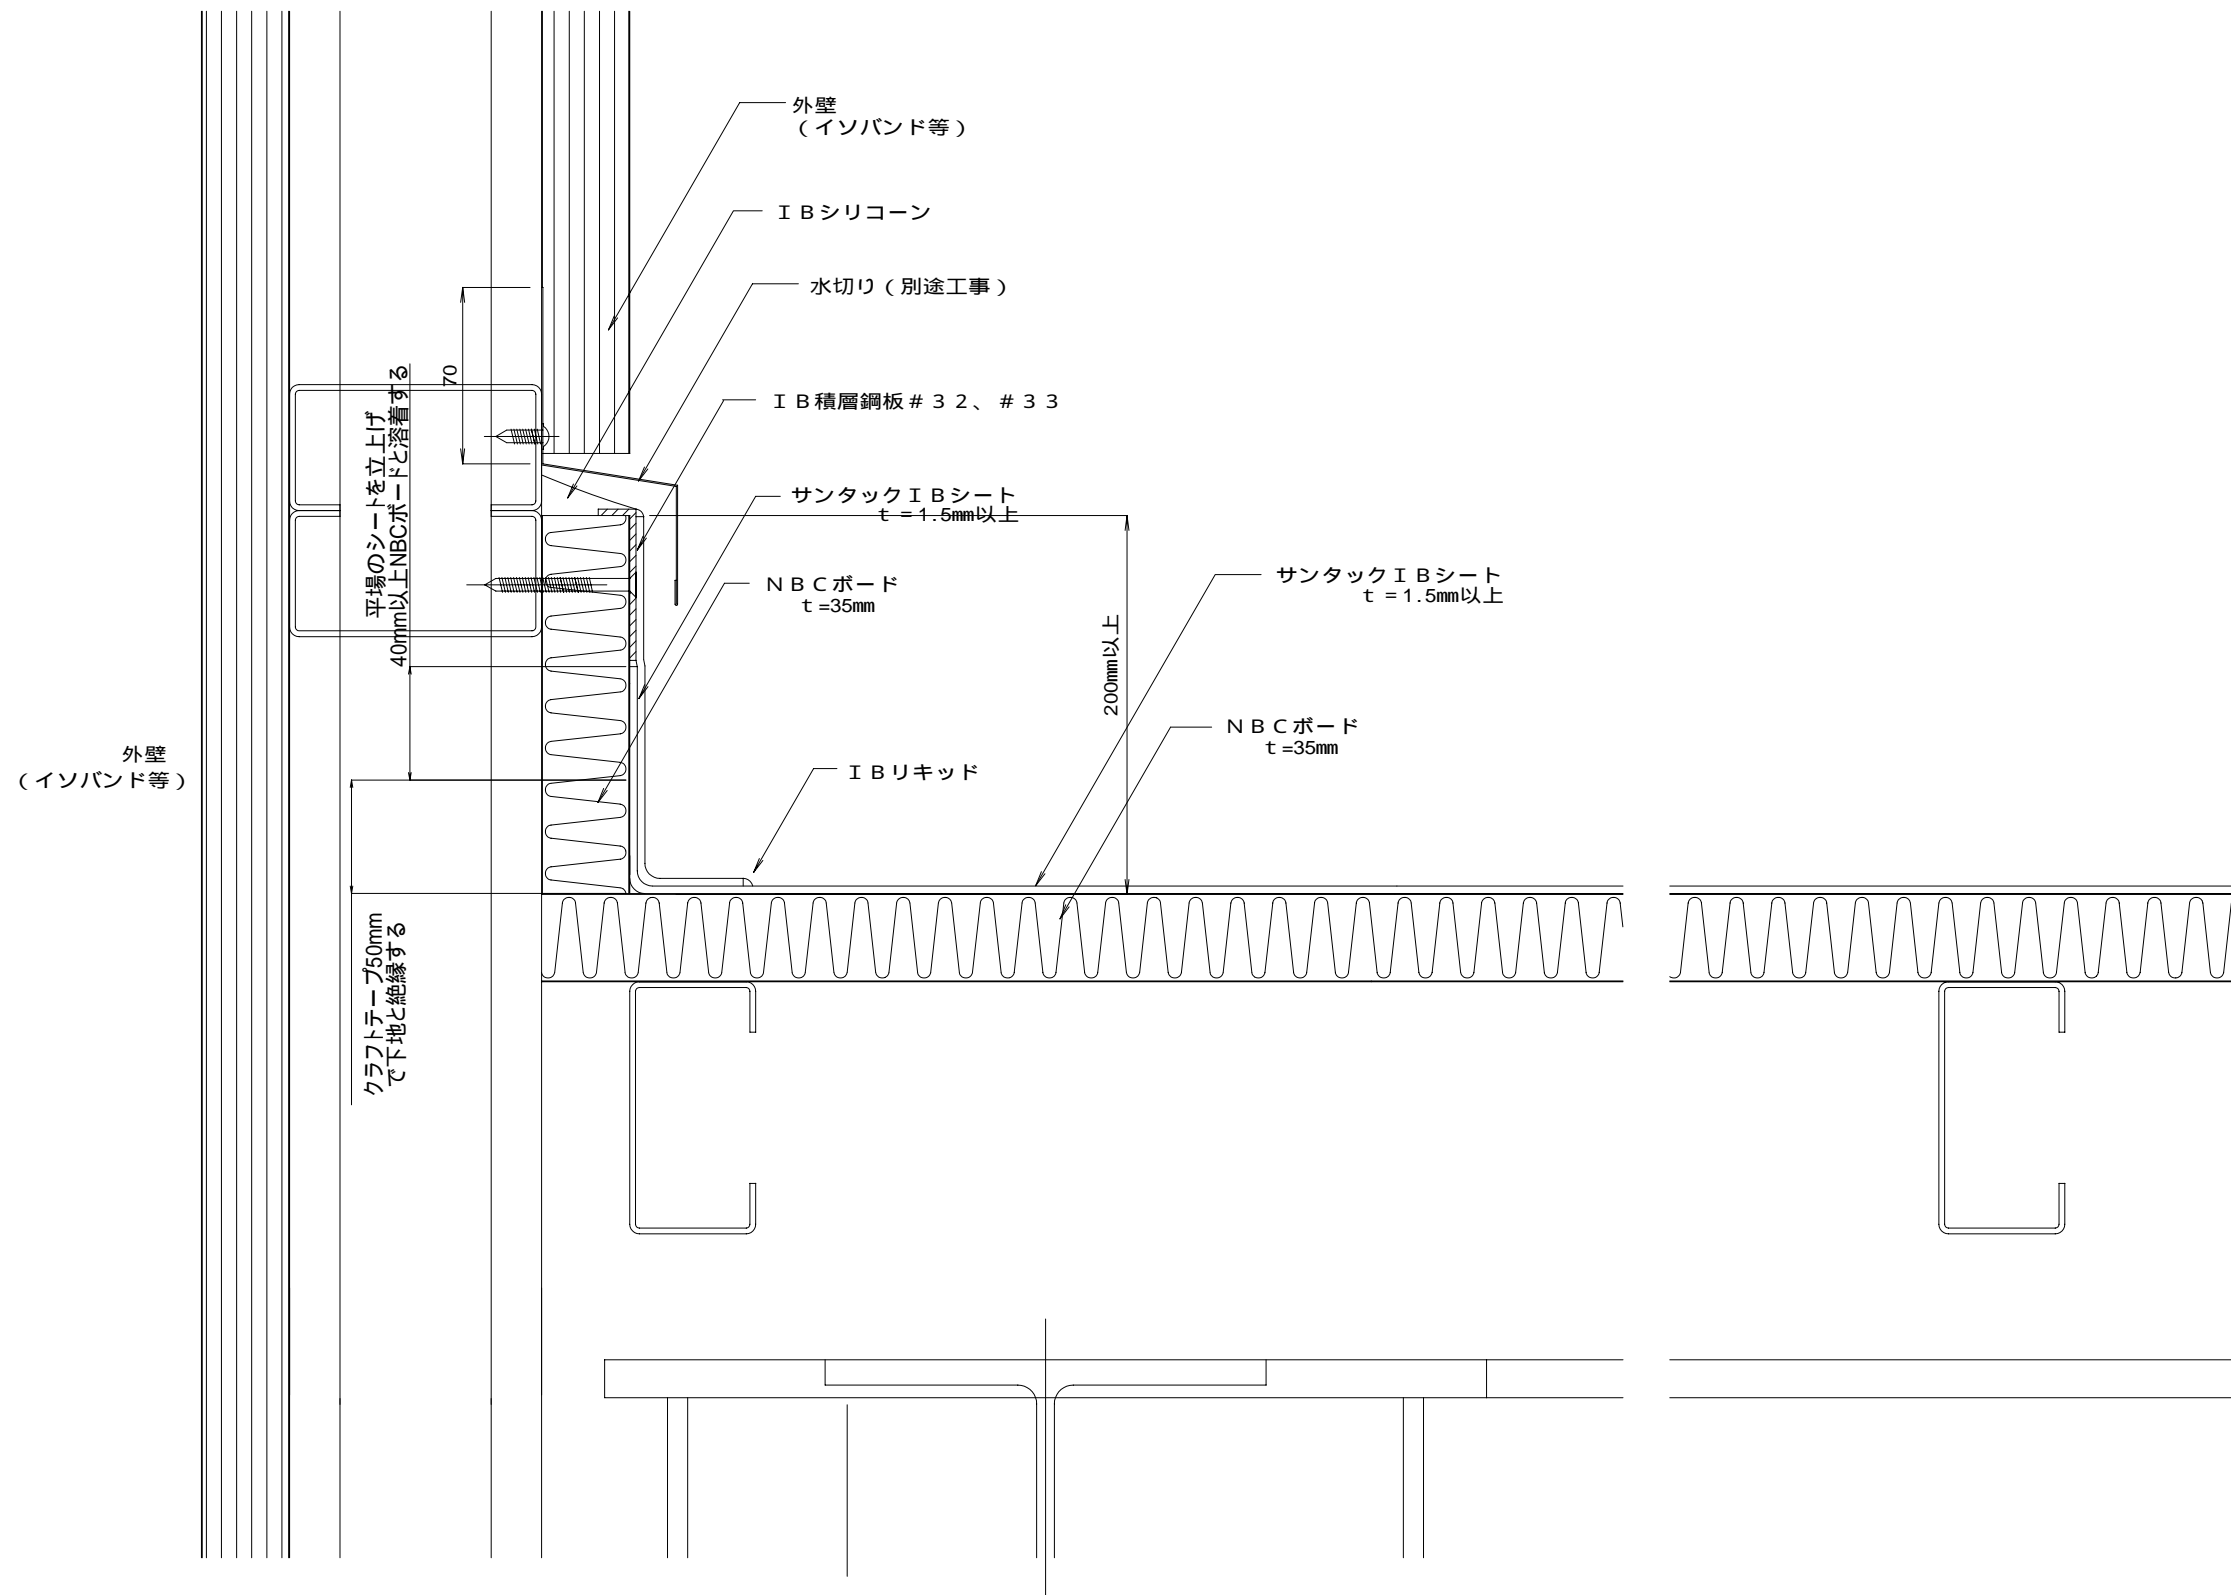 外壁
（イソバンド等）
ＩＢシリコーン
水切り（別途工事）
70
平場のシートを立上げ
40mm以上NBCボードと溶着する
ＩＢ積層鋼板＃３２、＃３３
サンタックＩＢシート
ｔ＝1.5mm以上
ＮＢＣボード
ｔ=35mm
サンタックＩＢシート
ｔ＝1.5mm以上
200mm以上
ＮＢＣボード
ｔ=35mm
外壁
（イソバンド等）
ＩＢリキッド
クラフトテープ50mm
で下地と絶縁する